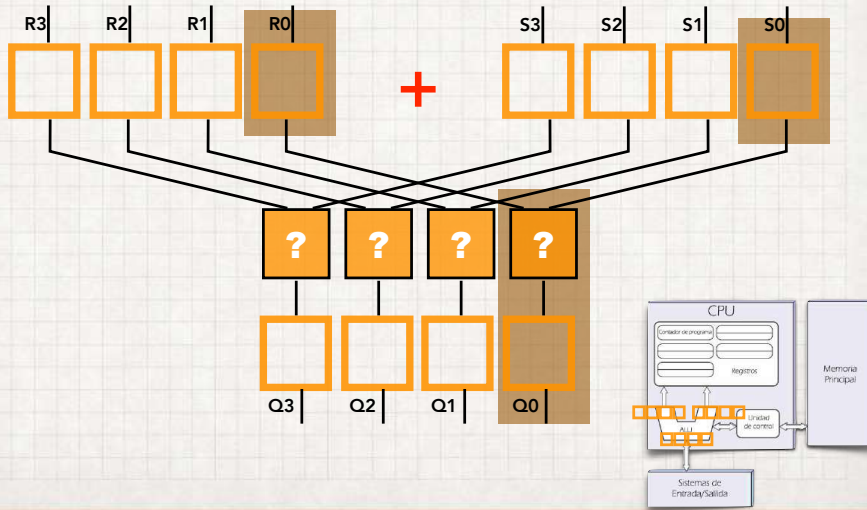 R3 R2 R1 R0 S3 S2 S1 S0
+
? ? ? ?
Q3 Q2 Q1 Q0
CPU
Contador de programa
Registros
ALU
Unidad
de control
Memoria
Principal
Sistemas de
Entrada/Salida